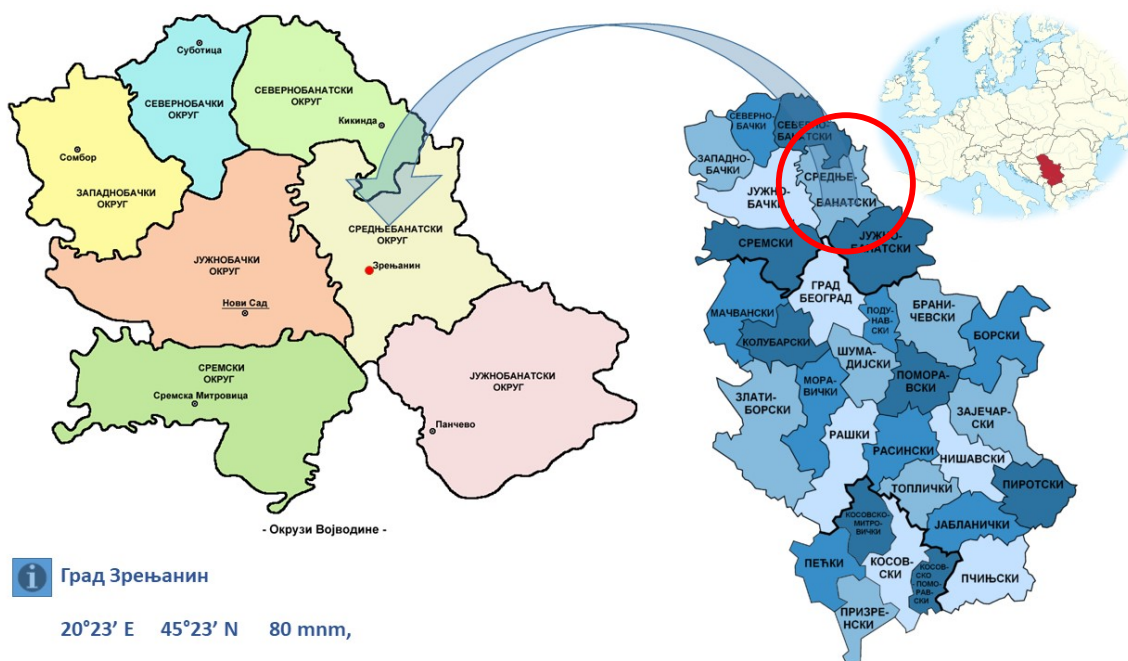 Суботица
СЕВЕРНОБАЧКИ
ОКРУГ
СЕВЕРНОБАНАТСКИ
ОКРУГ
Кикинда
Сомбор
ЗАПАДНОБАЧКИ
ОКРУГ
СРЕДЊЕБАНАТСКИ
ОКРУГ
Зрењанин
ЈУЖНОБАЧКИ
ОКРУГ
Нови Сад
СРЕМСКИ
ОКРУГ
Сремска Митровица
ЈУЖНОБАНАТСКИ
ОКРУГ
Панчево
- Окрузи Војводине -
Град Зрењанин
20°23’ E 45°23’ N 80 mnm,
СЕВЕРНО-
БАЧКИ
СЕВЕРНО-
БАНАТСКИ
ЗАПАДНО-
БАЧКИ
СРЕДЊЕ-
БАНАТСКИ
ЈУЖНО-
БАЧКИ
СРЕМСКИ
ЈУЖНО-
БАНАТСКИ
ГРАД
БЕОГРАД
МАЧВАНСКИ
ПОДУ-
НАВ-
СКИ
БРАНИ-
ЧЕВСКИ
БОРСКИ
КОЛУБАРСКИ
ШУМА-
ДИЈСКИ
ПОМОРА-
ВСКИ
МОРА-
ВИЧКИ
ЗЛАТИ-
БОРСКИ
ЗАЈЕЧАР-
СКИ
РАШКИ
РАСИНСКИ
НИШАВСКИ
ПИРОТСКИ
ТОПЛИЧКИ
ЈАБЛАНИЧКИ
КОСОВСКО-
МИТРО-
ВИЧКИ
ПЕЋКИ
КОСОВ-
СКИ
КОСОВ-
СКО
-ПОМО-
РАВ-
СКИ
ПЧИЊСКИ
ПРИЗРЕ-
НСКИ